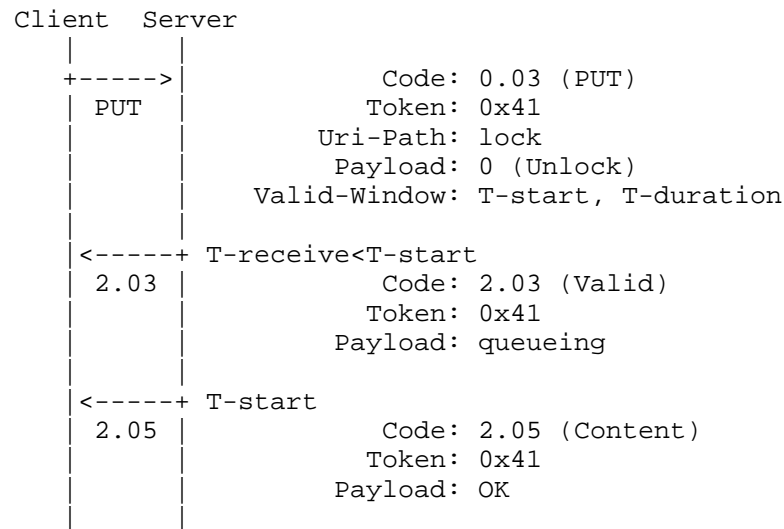 Client  Server
   |      |
   +----->|            Code: 0.03 (PUT)
   | PUT  |           Token: 0x41
   |      |        Uri-Path: lock
   |      |         Payload: 0 (Unlock)
   |      |    Valid-Window: T-start, T-duration
   |      |
   |<-----+ T-receive<T-start
   | 2.03 |            Code: 2.03 (Valid)
   |      |           Token: 0x41
   |      |         Payload: queueing
   |      |
   |<-----+ T-start
   | 2.05 |            Code: 2.05 (Content)
   |      |           Token: 0x41
   |      |         Payload: OK
   |      |